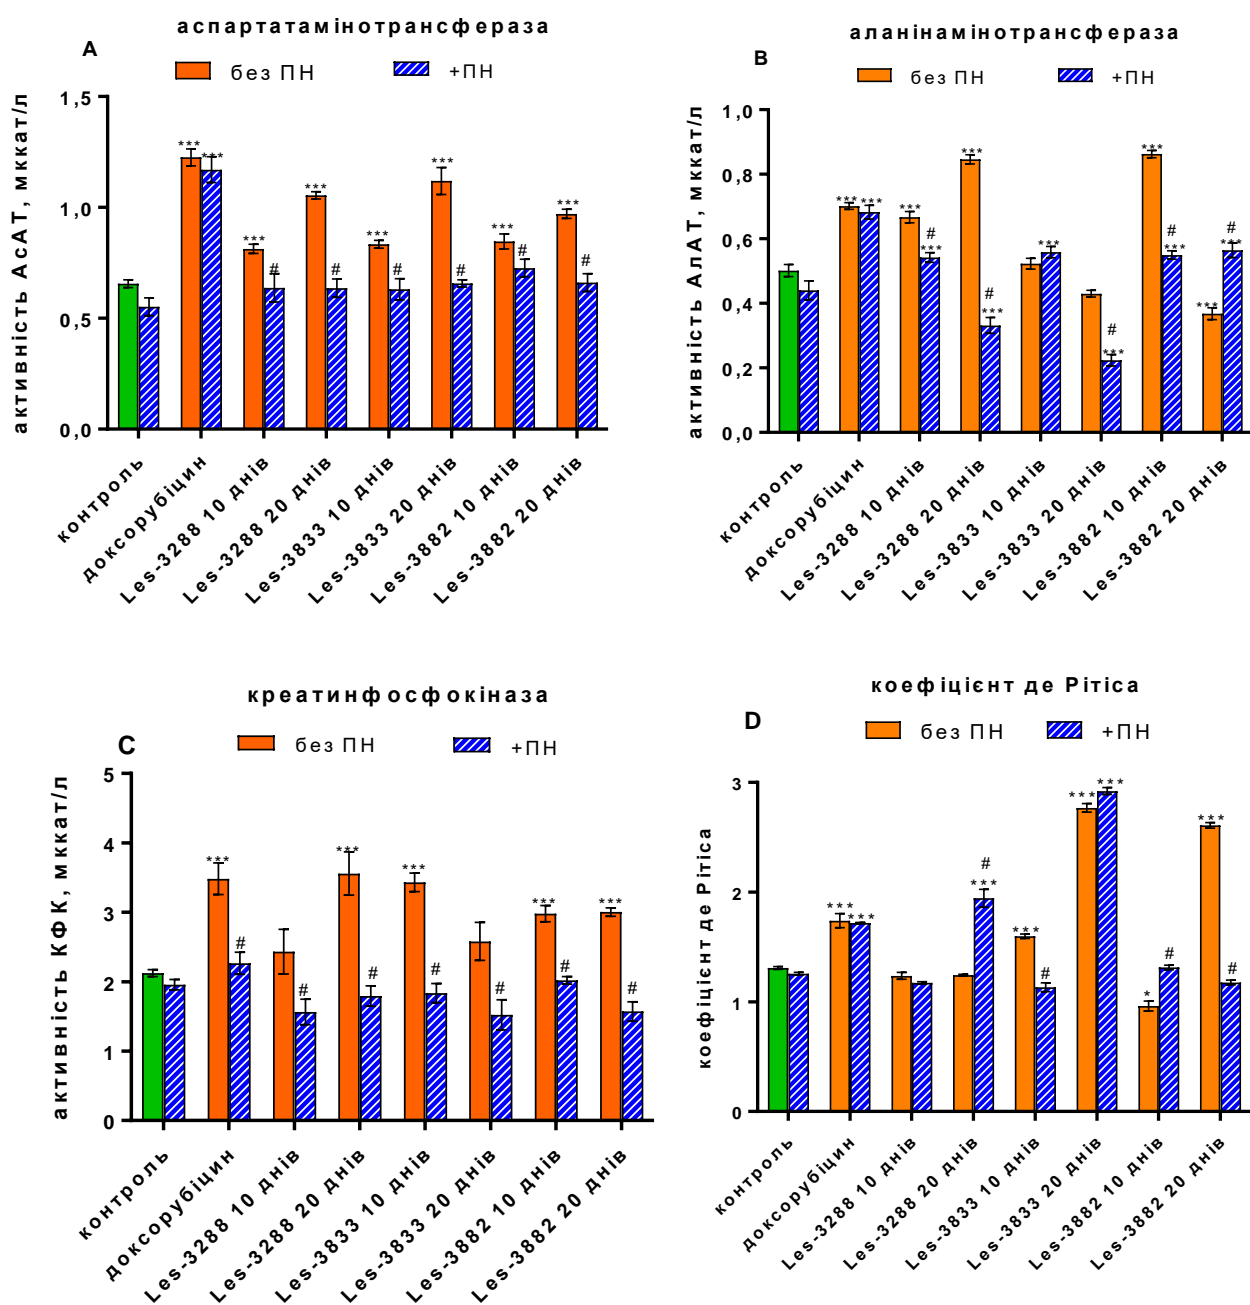 аспартатамінотрансфераза
A
без ПН
+ПН
активність АсАТ, мккат/л
1,5
1,0
0,5
0,0
*** *** *** *** *** *** *** ***
# # # # # #
контроль
доксорубіцин
Les-3288 10 днів
Les-3288 20 днів
Les-3833 10 днів
Les-3833 20 днів
Les-3882 10 днів
Les-3882 20 днів
аланінамінотрансфераза
B
без ПН
+ПН
активність АлАТ, мккат/л
1,0
0,8
0,6
0,4
0,2
0,0
*** *** *** *** *** *** *** *** *** *** *** ***
# # # # #
контроль
доксорубіцин
Les-3288 10 днів
Les-3288 20 днів
Les-3833 10 днів
Les-3833 20 днів
Les-3882 10 днів
Les-3882 20 днів
креатинфосфокіназа
C
без ПН
+ПН
активність КФК, мккат/л
5
4
3
2
1
0
*** *** *** *** ***
# # # # # # #
контроль
доксорубіцин
Les-3288 10 днів
Les-3288 20 днів
Les-3833 10 днів
Les-3833 20 днів
Les-3882 10 днів
Les-3882 20 днів
коефіцієнт де Рітіса
D
без ПН
+ПН
коефіцієнт де Рітіса
3
2
1
0
*** *** *** *** *** *** * ***
# # # #
контроль
доксорубіцин
Les-3288 10 днів
Les-3288 20 днів
Les-3833 10 днів
Les-3833 20 днів
Les-3882 10 днів
Les-3882 20 днів